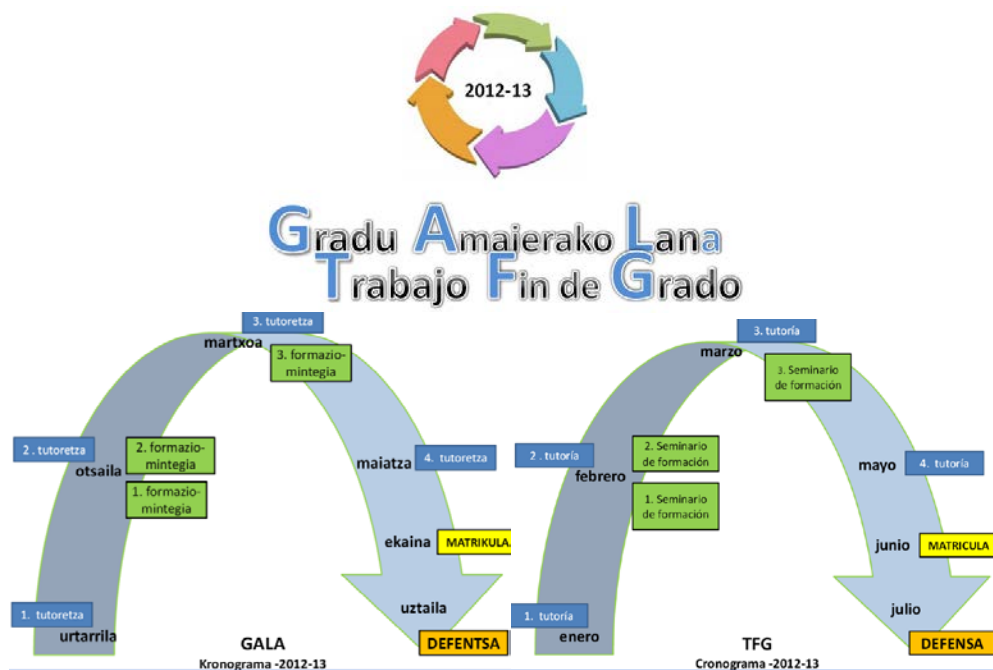 2012-13
Gradu Amaierako Lana
Trabajo Fin de Grado
3. tutoretza
martxoa
3. formazio-
mintegia
2 . tutoretza
otsaila
2. formazio-
mintegia
1. formazio-
mintegia
maiatza
4. tutoretza
ekaina
MATRIKULA
1. tutoretza
urtarrila
uztaila
DEFENTSA
GALA
Kronograma -2012-13
3. tutoría
marzo
3. Seminario
de formación
2 . tutoría
febrero
2. Seminario
de formación
1. Seminario
de formación
mayo
4. tutoría
junio
MATRICULA
1. tutoría
enero
julio
DEFENSA
TFG
Cronograma -2012-13